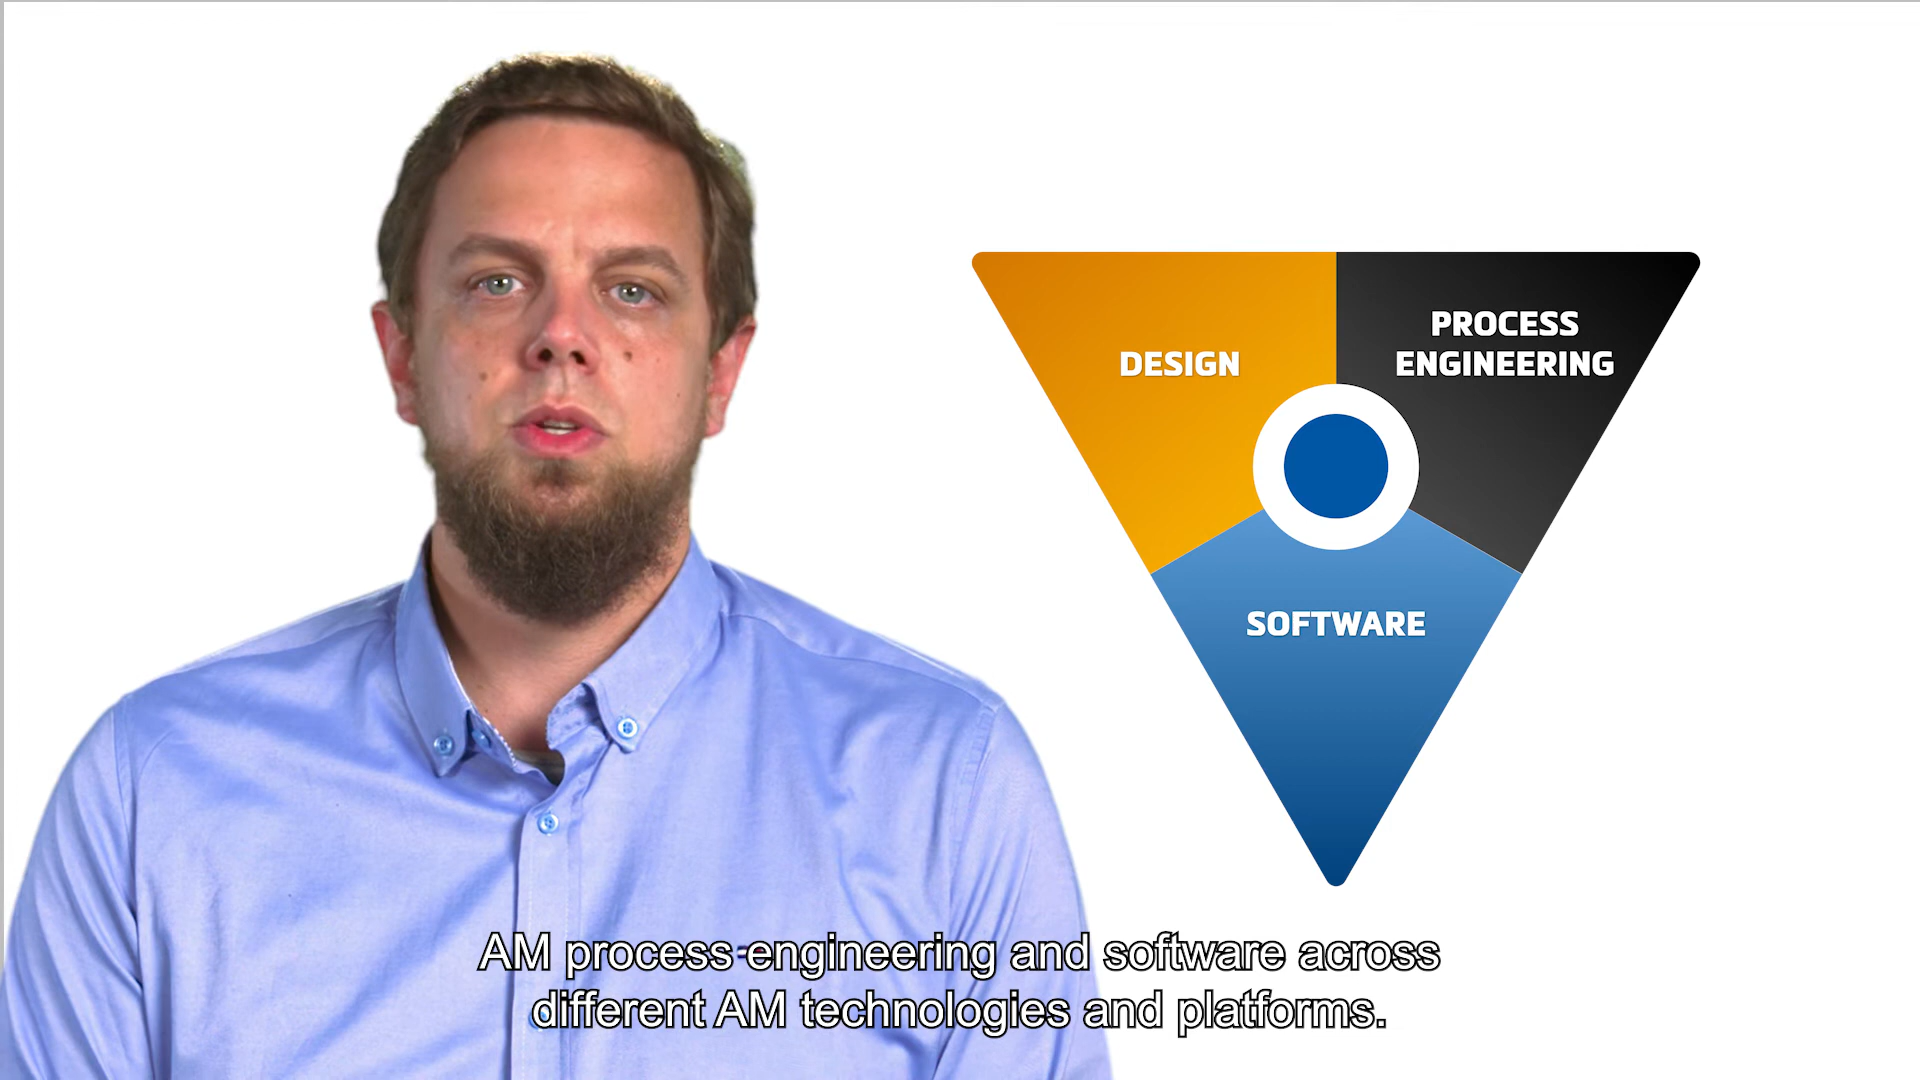 DESIGN
PROCESS
ENGINEERING
SOFTWARE
AM process engineering and software across
different AM technologies and platforms.